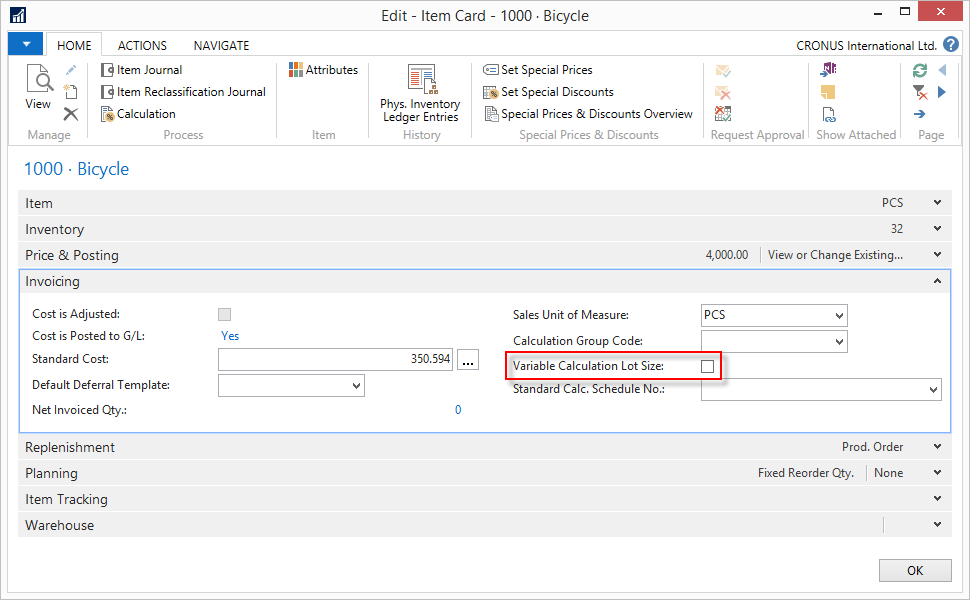 Edit - Item Card - 1000 · Bicycle
HOME ACTIONS NAVIGATE CRONUS International Ltd. ?
View
Manage
Item Journal
Item Reclassification Journal
Calculation
Process
Attributes
Item
Phys. Inventory
Ledger Entries
History
Set Special Prices
Set Special Discounts
Special Prices & Discounts Overview
Special Prices & Discounts
Request Approval
Show Attached
Page
1000 · Bicycle
Item PCS
Inventory 32
Price & Posting 4,000.00 View or Change Existing...
Invoicing
Cost is Adjusted:
Cost is Posted to G/L: Yes
Standard Cost: 350.594 ...
Default Deferral Template:
Net Invoiced Qty.: 0
Sales Unit of Measure: PCS
Calculation Group Code:
Variable Calculation Lot Size:
Standard Calc. Schedule No.:
Replenishment Prod. Order
Planning Fixed Reorder Qty. None
Item Tracking
Warehouse
OK